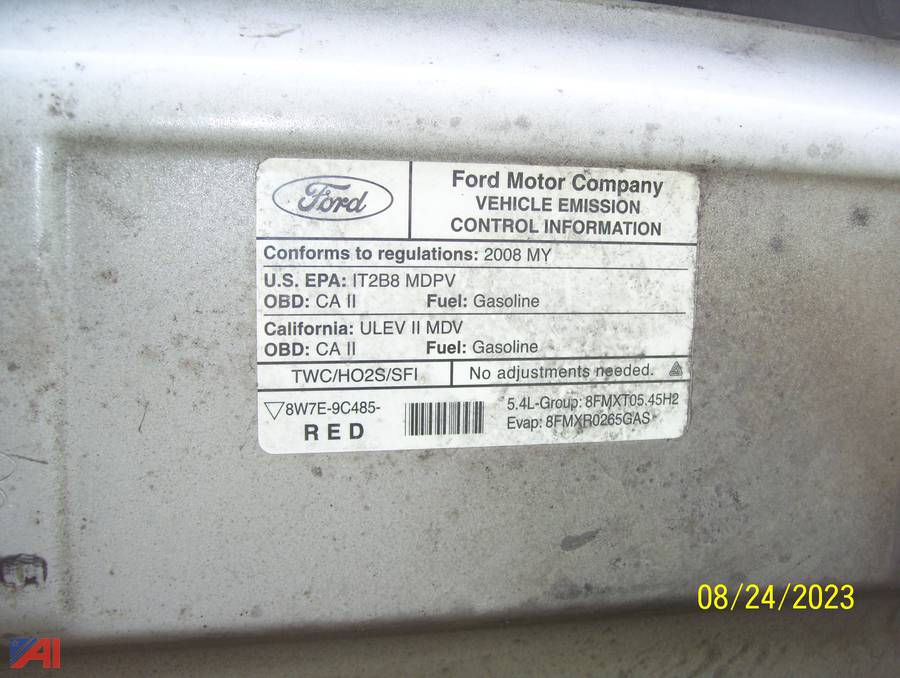 Ford
Ford Motor Company
VEHICLE EMISSION
CONTROL INFORMATION
Conforms to regulations: 2008 MY
U.S. EPA: IT2B8 MDPV
OBD: CA II Fuel: Gasoline
California: ULEV II MDV
OBD: CA II Fuel: Gasoline
TWC/HO2S/SFI No adjustments needed.
8W7E-9C485-
RED
5.4L-Group: 8FMXT05.45H2
Evap: 8FMXR0265GAS
08/24/2023
AI